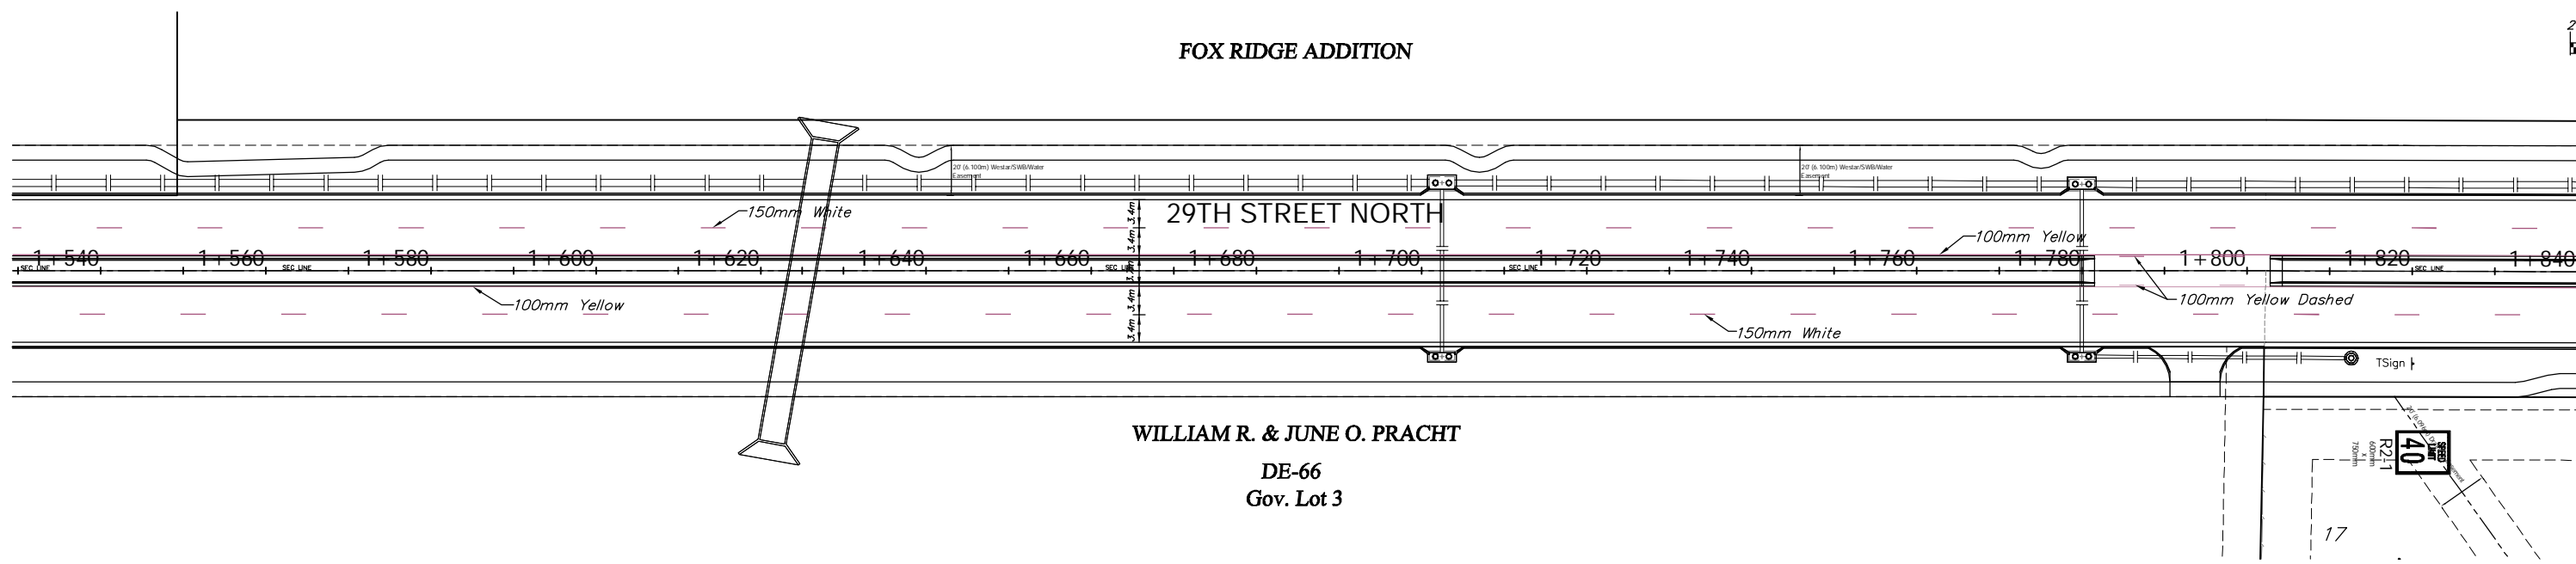 FOX RIDGE ADDITION
2
20' (6.100m) Westar/SWB/Water
Easement
20' (6.100m) Westar/SWB/Water
Easement
150mm White
3.4m
29TH STREET NORTH
3.4m
100mm Yellow
1+540
1+560
1+580
1+600
1+620
1+640
1+660
1+680
1+700
1+720
1+740
1+760
1+780
1+800
1+820
1+840
SEC LINE
SEC LINE
SEC LINE
SEC LINE
SEC LINE
100mm Yellow
3.4m
100mm Yellow Dashed
3.4m
150mm White
TSign
WILLIAM R. & JUNE O. PRACHT
DE-66
Gov. Lot 3
SPEED
LIMIT
40
R2-1
600mm
x
750mm
17